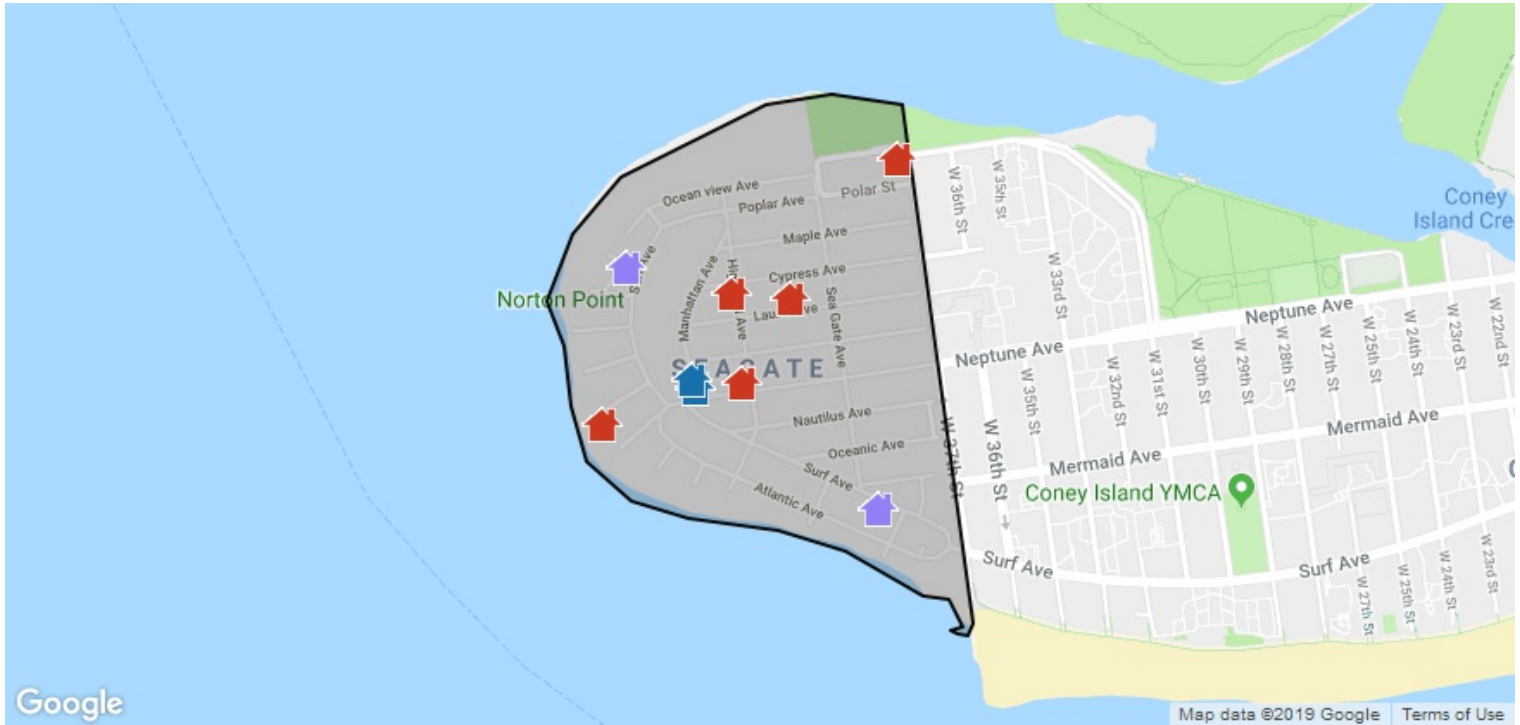 Coney
Island Cre
W 36th St
W 35th St
Polar St
Ocean view Ave
Poplar Ave
Maple Ave
W 33rd St
Cypress Ave
Manhattan Ave
Norton Point
Sea Gate Ave
Neptune Ave
W 22nd St
W 23rd St
W 24th St
W 25th St
W 27th St
W 28th St
W 29th St
W 30th St
W 31st St
W 32nd St
W 35th St
Neptune Ave
SEAGATE
Nautilus Ave
Mermaid Ave
Oceanic Ave
W 37th St
W 36th St
Mermaid Ave
Surf Ave
Coney Island YMCA
Atlantic Ave
Surf Ave
Surf Ave
W 27th St
W 25th St
W 24th St
W 23rd St
Google
Map data ©2019 Google
Terms of Use